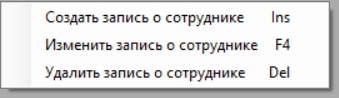 Создать запись о сотруднике Ins
Изменить запись о сотруднике F4
Удалить запись о сотруднике Del